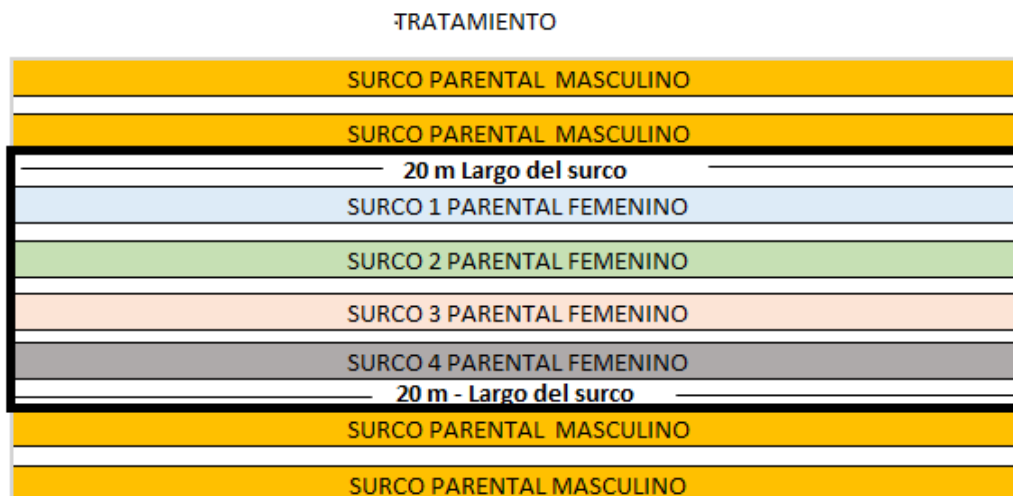 TRATAMIENTO
SURCO PARENTAL MASCULINO
SURCO PARENTAL MASCULINO
20 m Largo del surco
SURCO 1 PARENTAL FEMENINO
SURCO 2 PARENTAL FEMENINO
SURCO 3 PARENTAL FEMENINO
SURCO 4 PARENTAL FEMENINO
20 m - Largo del surco
SURCO PARENTAL MASCULINO
SURCO PARENTAL MASCULINO